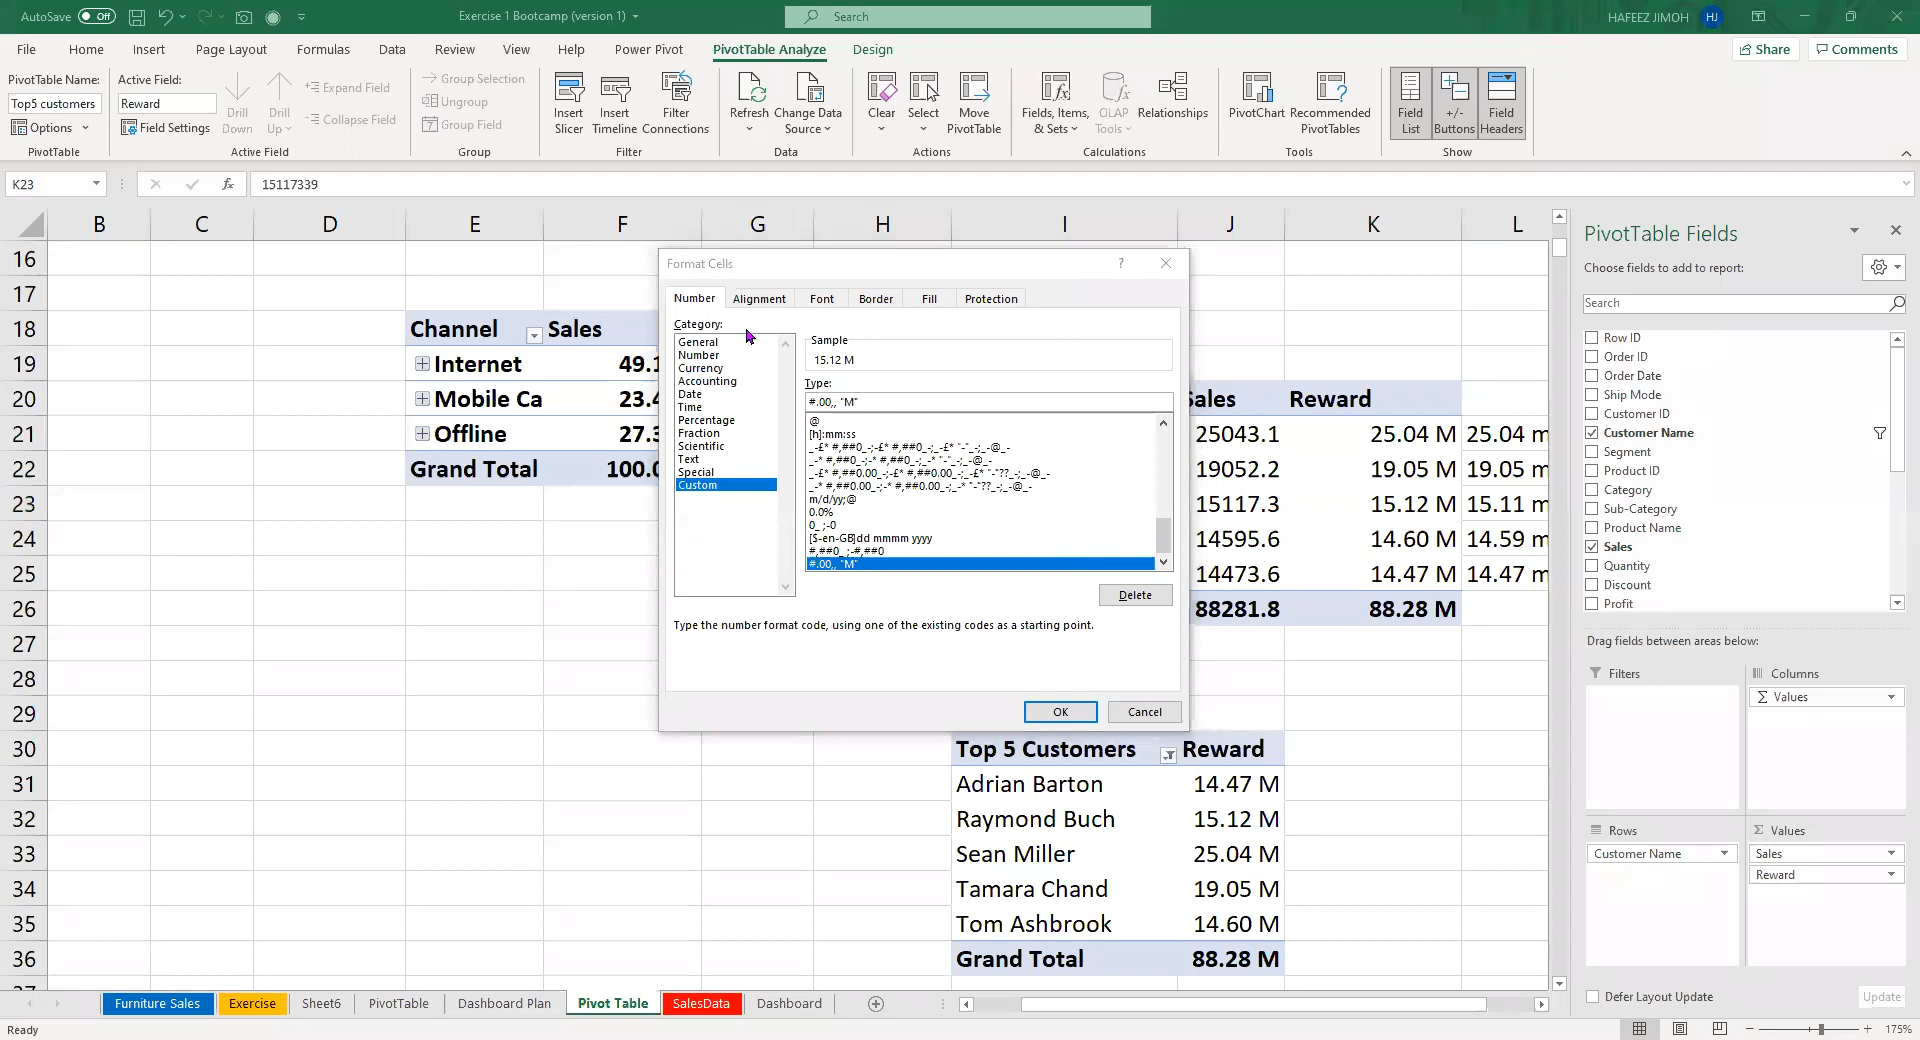 AutoSave Off Exercise 1 Bootcamp (version 1) Search HAFEEZ JIMOH HJ
File Home Insert Page Layout Formulas Data Review View Help Power Pivot PivotTable Analyze Design Share Comments
PivotTable Name:
Top5 customers
Options
PivotTable
Active Field:
Reward
Field Settings
Drill Down
Drill Up
Expand Field
Collapse Field
Active Field
Group Selection
Ungroup
Group Field
Group
Insert Slicer
Insert Timeline
Filter Connections
Filter
Refresh
Change Data Source
Data
Clear
Select
Move PivotTable
Actions
Fields, Items, & Sets
OLAP Tools
Relationships
Calculations
PivotChart
Recommended PivotTables
Tools
Field List
+/- Buttons
Field Headers
Show
K23 fx 15117339
B C D E F G H I J K L
16
17
18 Channel Sales
19 Internet 49.1
20 Mobile Ca 23.4 Sales Reward
21 Offline 27.3 25043.1 25.04 M 25.04 m
22 Grand Total 100.0 19052.2 19.05 M 19.05 m
23 15117.3 15.12 M 15.11 m
24 14595.6 14.60 M 14.59 m
25 14473.6 14.47 M 14.47 m
26 88281.8 88.28 M
27
28
29
30 Top 5 Customers Reward
31 Adrian Barton 14.47 M
32 Raymond Buch 15.12 M
33 Sean Miller 25.04 M
34 Tamara Chand 19.05 M
35 Tom Ashbrook 14.60 M
36 Grand Total 88.28 M
Format Cells ?
Number Alignment Font Border Fill Protection
Category:
General
Number
Currency
Accounting
Date
Time
Percentage
Fraction
Scientific
Text
Special
Custom
Sample
15.12 M
Type:
#.00,, "M"
@
[h]:mm:ss
_-£* #,##0_-;-£* #,##0_-;_-£* "-"_-;_-@_-
_-* #,##0_-;-* #,##0_-;_-* "-"_-;_-@_-
_-£* #,##0.00_-;-£* #,##0.00_-;_-£* "-"??_-;_-@_-
_-* #,##0.00_-;-* #,##0.00_-;_-* "-"??_-;_-@_-
m/d/yy;@
0.0%
0_ ;-0
[$-en-GB]dd mmmm yyyy
#,##0_ ;-#,##0
#.00,, "M"
Delete
Type the number format code, using one of the existing codes as a starting point.
OK Cancel
PivotTable Fields
Choose fields to add to report:
Search
Row ID
Order ID
Order Date
Ship Mode
Customer ID
Customer Name
Segment
Product ID
Category
Sub-Category
Product Name
Sales
Quantity
Discount
Profit
Drag fields between areas below:
Filters
Columns
Σ Values
Rows
Customer Name
Σ Values
Sales
Reward
Defer Layout Update Update
Furniture Sales Exercise Sheet6 PivotTable Dashboard Plan Pivot Table SalesData Dashboard
Ready 175%